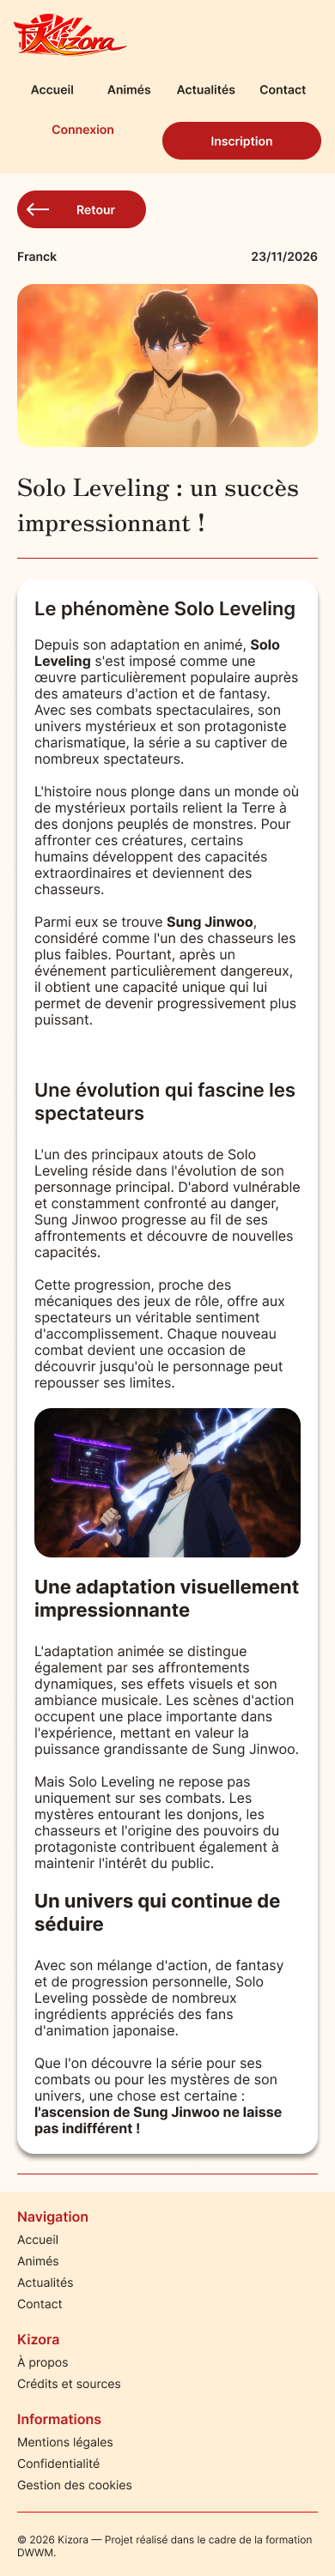 Kizora
Accueil Animés Actualités Contact
Connexion Inscription
Retour
Franck 23/11/2026
Solo Leveling : un succès
impressionnant !
Le phénomène Solo Leveling
Depuis son adaptation en animé, Solo
Leveling s'est imposé comme une
œuvre particulièrement populaire auprès
des amateurs d'action et de fantasy.
Avec ses combats spectaculaires, son
univers mystérieux et son protagoniste
charismatique, la série a su captiver de
nombreux spectateurs.
L'histoire nous plonge dans un monde où
de mystérieux portails relient la Terre à
des donjons peuplés de monstres. Pour
affronter ces créatures, certains
humains développent des capacités
extraordinaires et deviennent des
chasseurs.
Parmi eux se trouve Sung Jinwoo,
considéré comme l'un des chasseurs les
plus faibles. Pourtant, après un
événement particulièrement dangereux,
il obtient une capacité unique qui lui
permet de devenir progressivement plus
puissant.
Une évolution qui fascine les
spectateurs
L'un des principaux atouts de Solo
Leveling réside dans l'évolution de son
personnage principal. D'abord vulnérable
et constamment confronté au danger,
Sung Jinwoo progresse au fil de ses
affrontements et découvre de nouvelles
capacités.
Cette progression, proche des
mécaniques des jeux de rôle, offre aux
spectateurs un véritable sentiment
d'accomplissement. Chaque nouveau
combat devient une occasion de
découvrir jusqu'où le personnage peut
repousser ses limites.
Une adaptation visuellement
impressionnante
L'adaptation animée se distingue
également par ses affrontements
dynamiques, ses effets visuels et son
ambiance musicale. Les scènes d'action
occupent une place importante dans
l'expérience, mettant en valeur la
puissance grandissante de Sung Jinwoo.
Mais Solo Leveling ne repose pas
uniquement sur ses combats. Les
mystères entourant les donjons, les
chasseurs et l'origine des pouvoirs du
protagoniste contribuent également à
maintenir l'intérêt du public.
Un univers qui continue de
séduire
Avec son mélange d'action, de fantasy
et de progression personnelle, Solo
Leveling possède de nombreux
ingrédients appréciés des fans
d'animation japonaise.
Que l'on découvre la série pour ses
combats ou pour les mystères de son
univers, une chose est certaine :
l'ascension de Sung Jinwoo ne laisse
pas indifférent !
Navigation
Accueil
Animés
Actualités
Contact
Kizora
À propos
Crédits et sources
Informations
Mentions légales
Confidentialité
Gestion des cookies
© 2026 Kizora — Projet réalisé dans le cadre de la formation
DWWM.